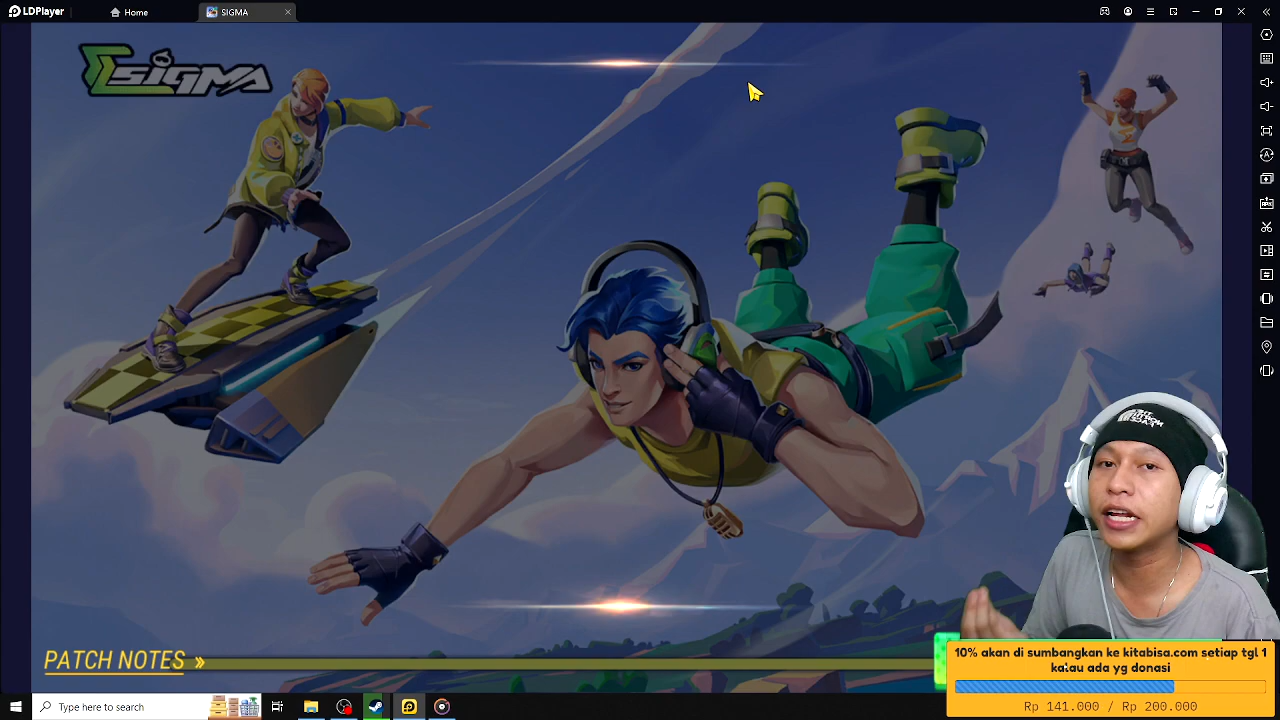 LDPlayer
Home
SIGMA
SIGMA
PATCH NOTES »
10% akan di sumbangkan ke kitabisa.com setiap tgl 1
kalau ada yg donasi
Rp 141.000 / Rp 200.000
Type here to search